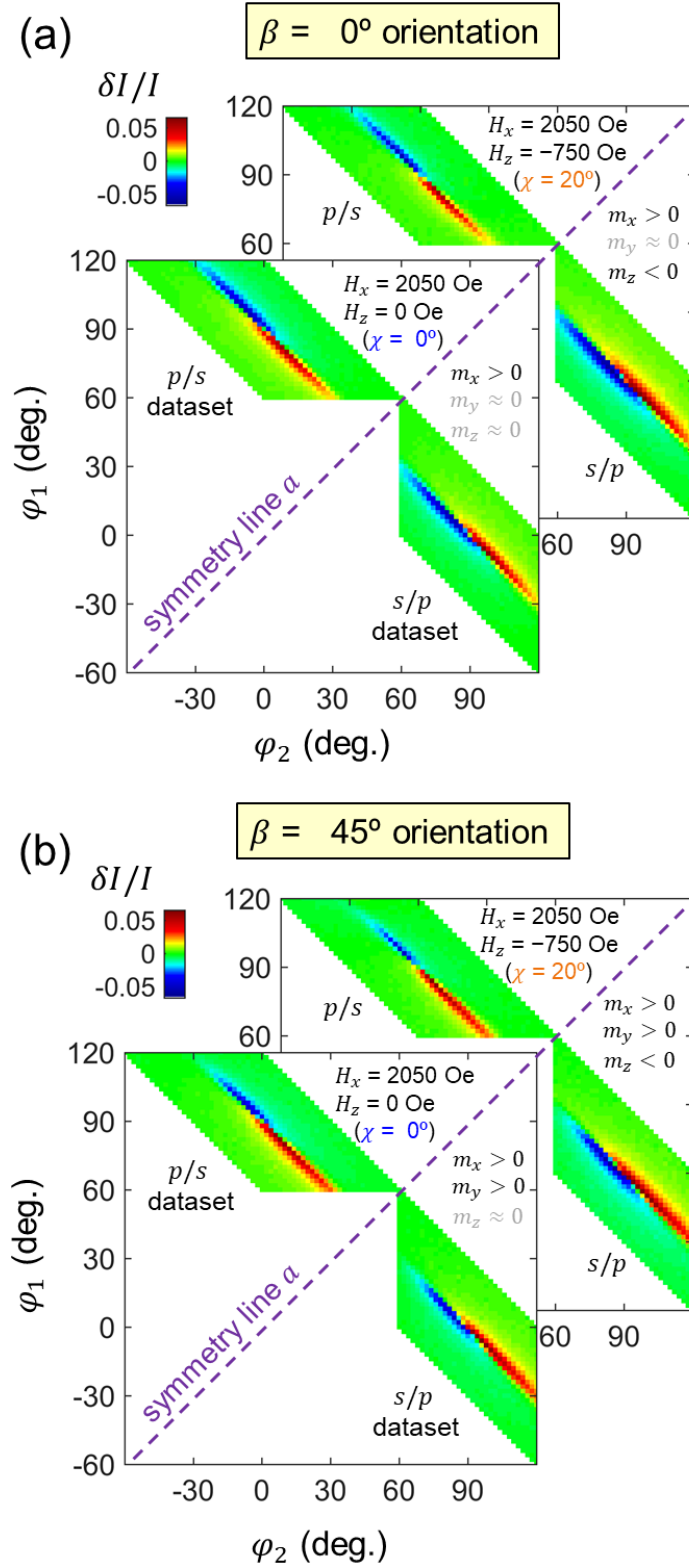 (a)
β = 0º orientation
δI/I
0.05
0
-0.05
120
90
60
p/s
H_x = 2050 Oe
H_z = −750 Oe
(χ = 20º)
m_x > 0
m_y ≈ 0
m_z < 0
s/p
60
90
120
90
60
30
0
-30
-60
φ_1 (deg.)
p/s
dataset
H_x = 2050 Oe
H_z = 0 Oe
(χ = 0º)
m_x > 0
m_y ≈ 0
m_z ≈ 0
symmetry line a
s/p
dataset
-30
0
30
60
90
φ_2 (deg.)
(b)
β = 45º orientation
δI/I
0.05
0
-0.05
120
90
60
p/s
H_x = 2050 Oe
H_z = −750 Oe
(χ = 20º)
m_x > 0
m_y > 0
m_z < 0
s/p
60
90
120
90
60
30
0
-30
-60
φ_1 (deg.)
p/s
dataset
H_x = 2050 Oe
H_z = 0 Oe
(χ = 0º)
m_x > 0
m_y > 0
m_z ≈ 0
symmetry line a
s/p
dataset
-30
0
30
60
90
φ_2 (deg.)